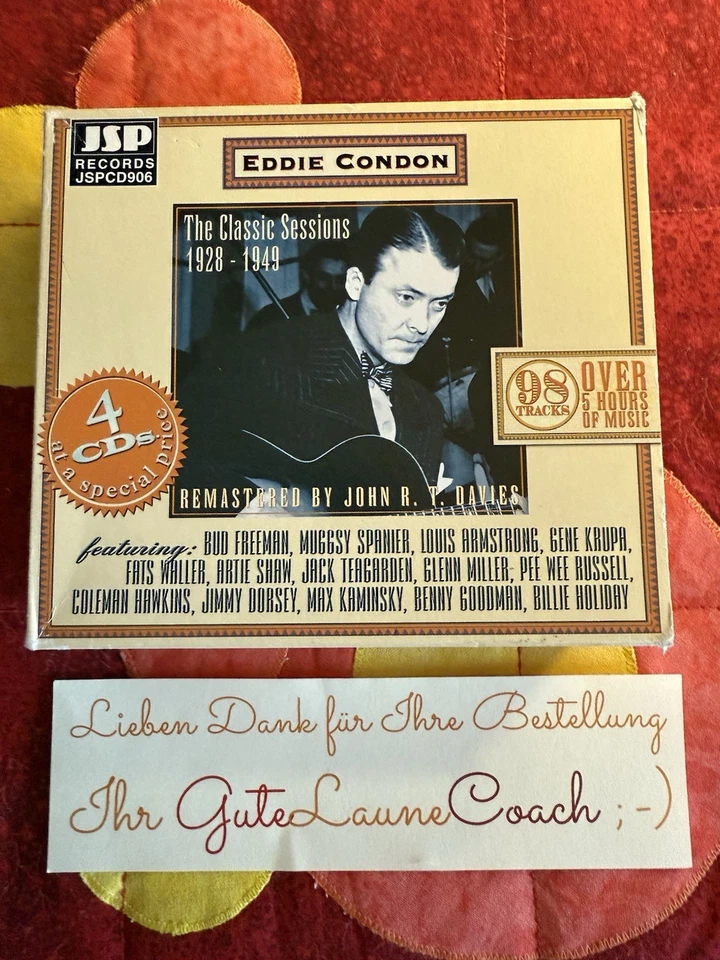 JSP
RECORDS
JSPCD906
EDDIE CONDON
The Classic Sessions
1928 - 1949
98
TRACKS
OVER
5 HOURS
OF MUSIC
4
CDs
at a special price
REMASTERED BY JOHN R. T. DAVIES
featuring: BUD FREEMAN, MUGGSY SPANIER, LOUIS ARMSTRONG, GENE KRUPA,
FATS WALLER, ARTIE SHAW, JACK TEAGARDEN, GLENN MILLER, PEE WEE RUSSELL,
COLEMAN HAWKINS, JIMMY DORSEY, MAX KAMINSKY, BENNY GOODMAN, BILLIE HOLIDAY
Lieben Dank für Ihre Bestellung
Ihr GuteLauneCoach ;-)